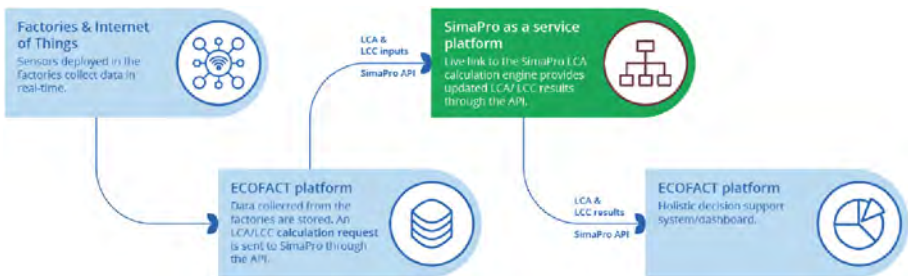 Factories & Internet
of Things
Sensors deployed in the
factories collect data in
real-time.
LCA &
LCC inputs
SimaPro API
SimaPro as a service
platform
Live link to the SimaPro LCA
calculation engine provides
updated LCA/ LCC results
through the API.
ECOFACT platform
Data collected from the
factories are stored. An
LCA/LCC calculation request
is sent to SimaPro through
the API.
LCA &
LCC results
SimaPro API
ECOFACT platform
Holistic decision support
system/dashboard.